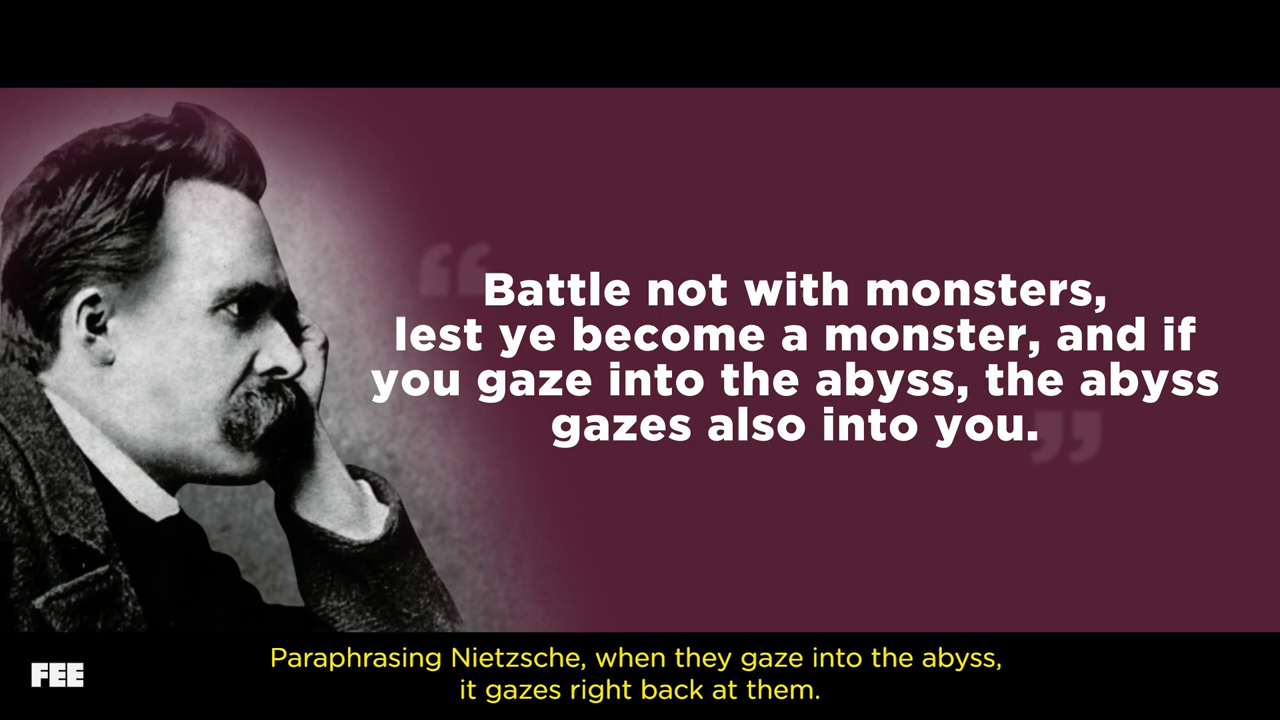 Battle not with monsters,
lest ye become a monster, and if
you gaze into the abyss, the abyss
gazes also into you.
FEE
Paraphrasing Nietzsche, when they gaze into the abyss,
it gazes right back at them.